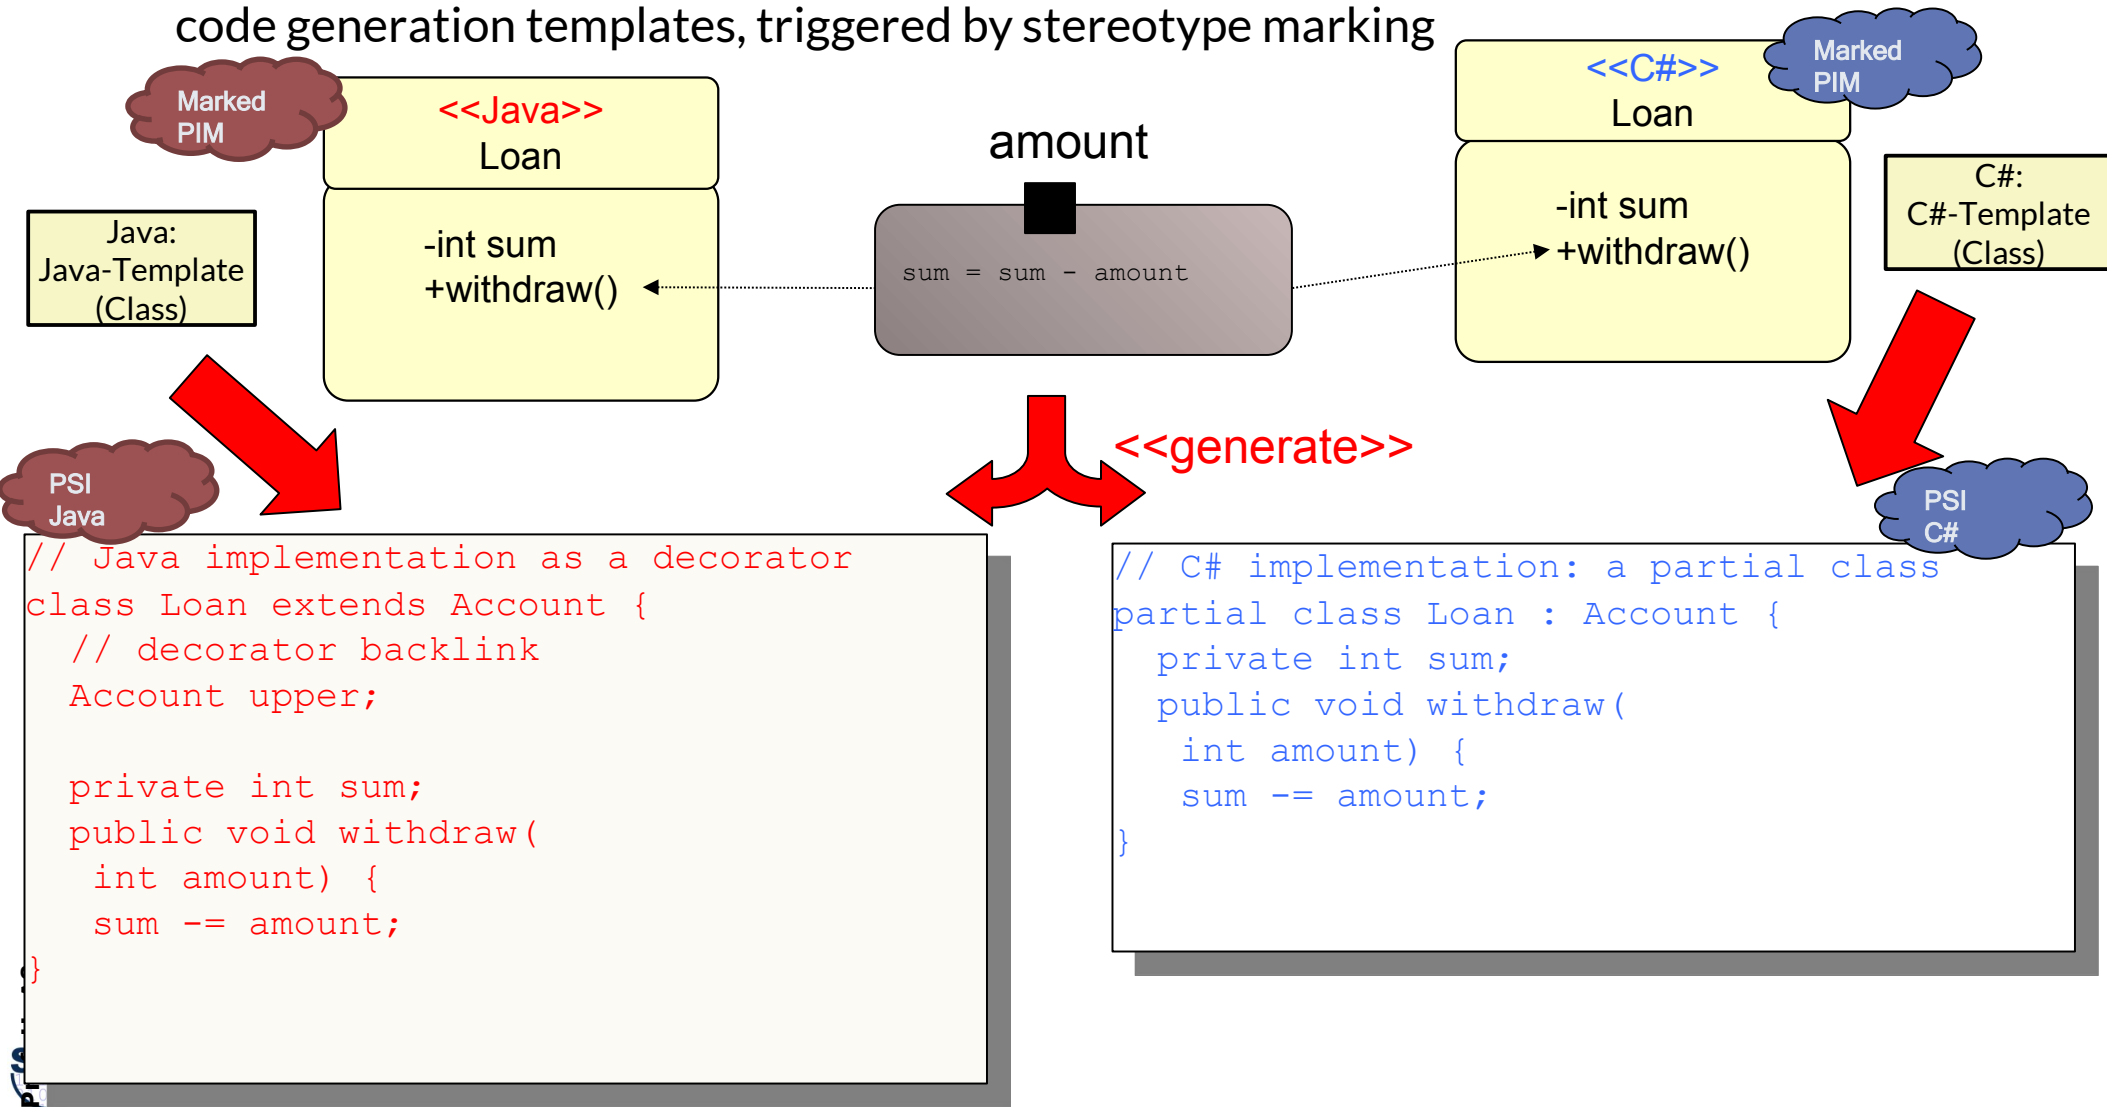 code generation templates, triggered by stereotype marking
Marked
PIM
<<Java>>
Loan
-int sum
+withdraw()
Java:
Java-Template
(Class)
amount
sum = sum - amount
<<C#>>
Loan
-int sum
+withdraw()
Marked
PIM
C#:
C#-Template
(Class)
<<generate>>
PSI
Java
// Java implementation as a decorator
class Loan extends Account {
// decorator backlink
Account upper;
private int sum;
public void withdraw(
int amount) {
sum -= amount;
}
PSI
C#
// C# implementation: a partial class
partial class Loan : Account {
private int sum;
public void withdraw(
int amount) {
sum -= amount;
}